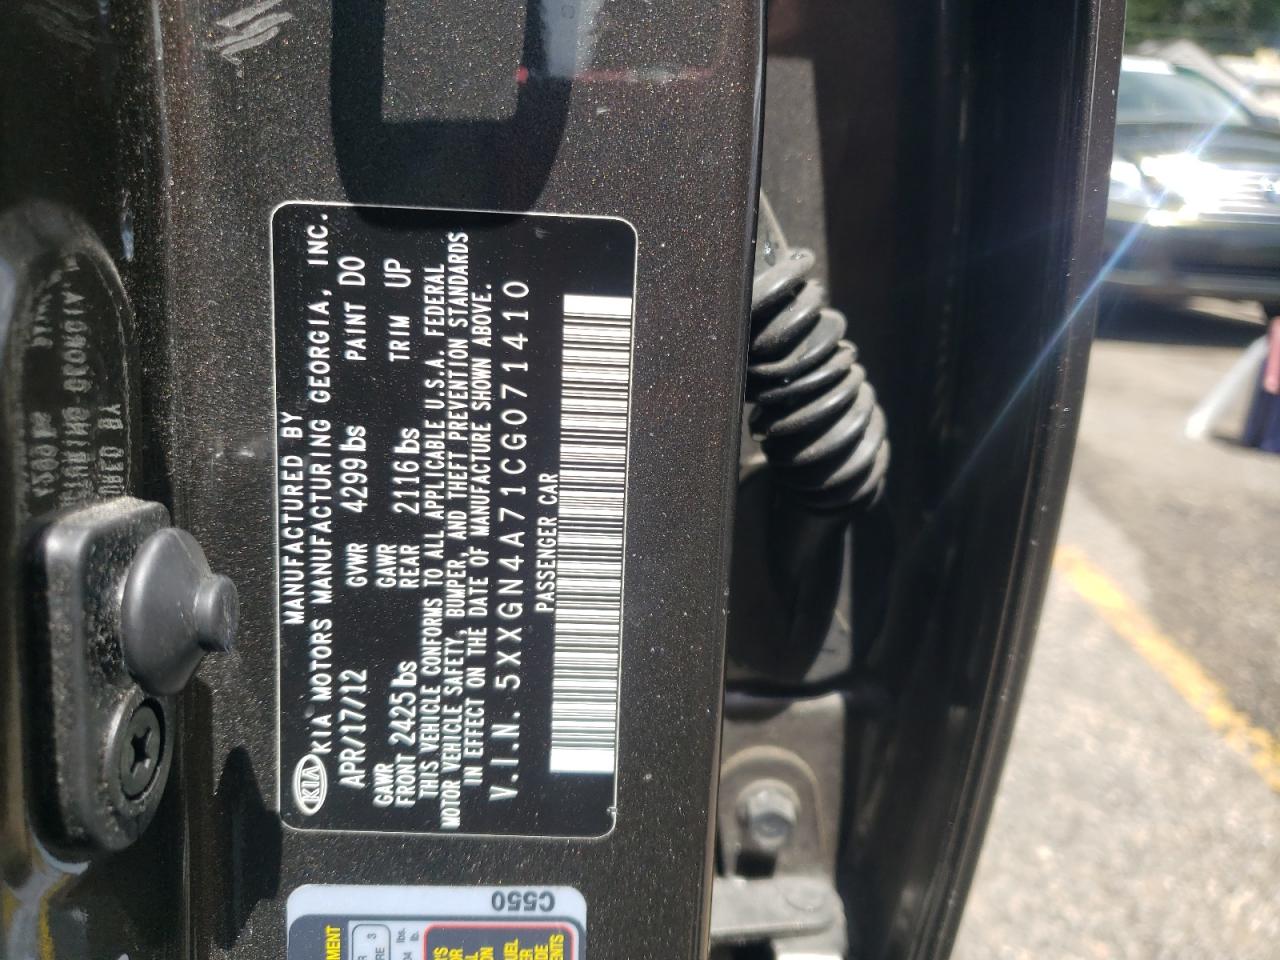 MANUFACTURED BY
KIA KIA MOTORS MANUFACTURING GEORGIA, INC.
APR/17/12 GVWR 4299 lbs PAINT DO
GAWR FRONT 2425 lbs GAWR REAR 2116 lbs TRIM UP
THIS VEHICLE CONFORMS TO ALL APPLICABLE U.S.A. FEDERAL
MOTOR VEHICLE SAFETY, BUMPER, AND THEFT PREVENTION STANDARDS
IN EFFECT ON THE DATE OF MANUFACTURE SHOWN ABOVE.
V.I.N. 5XXGN4A71CG071410
PASSENGER CAR
C550